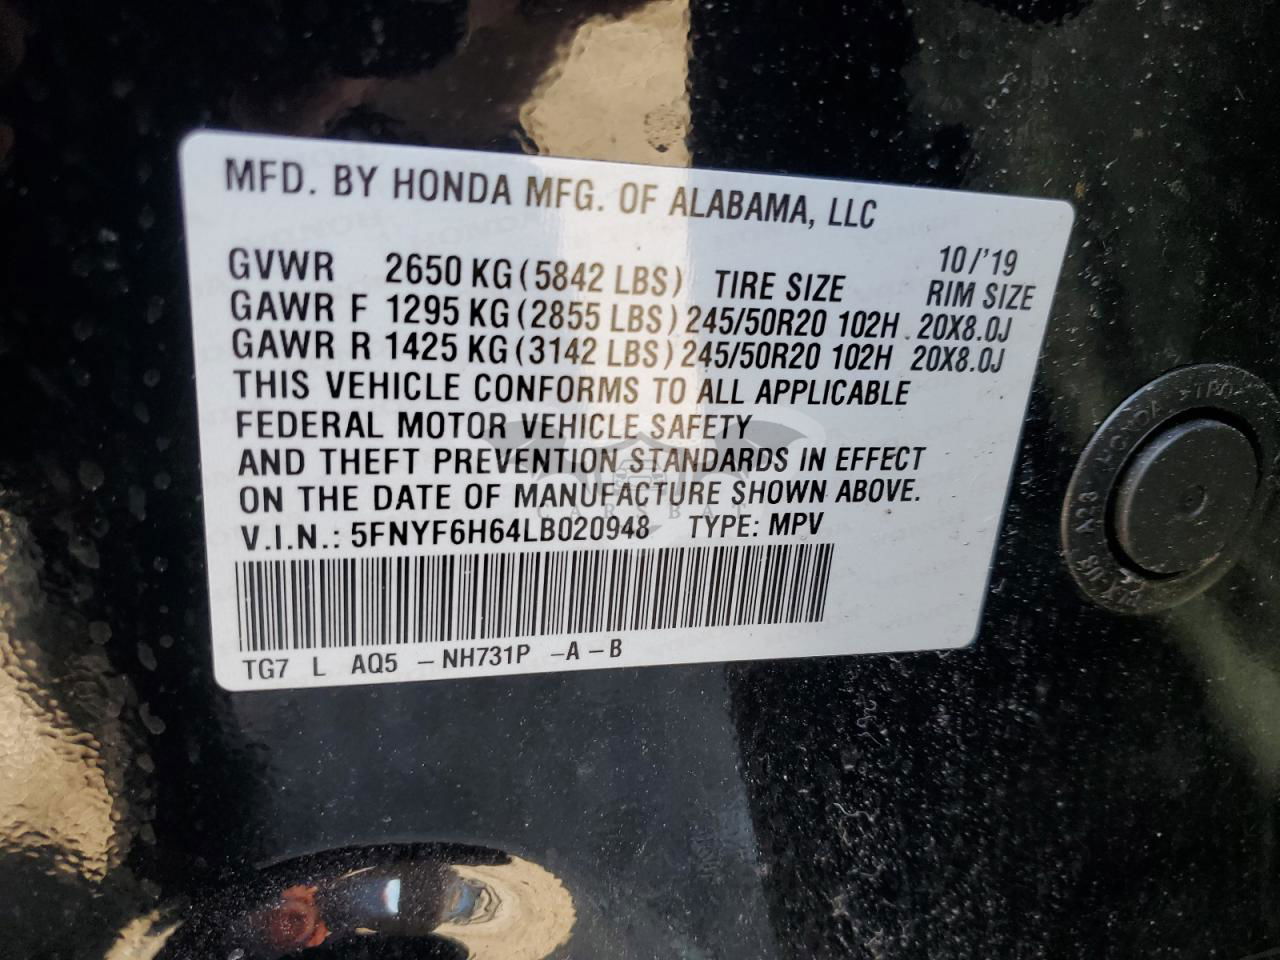 MFD. BY HONDA MFG. OF ALABAMA, LLC
10/'19
GVWR 2650 KG (5842 LBS) TIRE SIZE RIM SIZE
GAWR F 1295 KG (2855 LBS) 245/50R20 102H 20X8.0J
GAWR R 1425 KG (3142 LBS) 245/50R20 102H 20X8.0J
THIS VEHICLE CONFORMS TO ALL APPLICABLE
FEDERAL MOTOR VEHICLE SAFETY
AND THEFT PREVENTION STANDARDS IN EFFECT
ON THE DATE OF MANUFACTURE SHOWN ABOVE.
CARSBAT
V.I.N.: 5FNYF6H64LB020948 TYPE: MPV
TG7 L AQ5 -NH731P -A-B